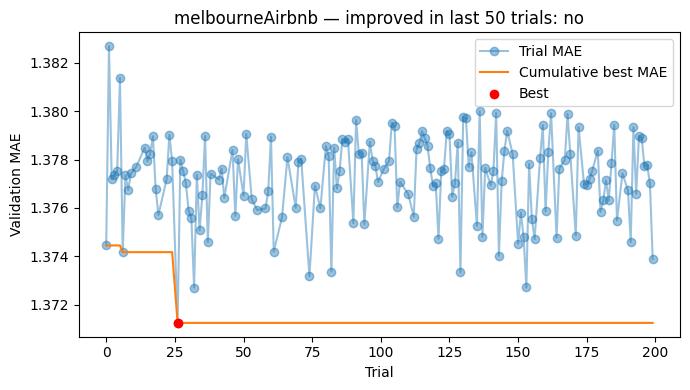 melbourneAirbnb — improved in last 50 trials: no
Trial MAE
Cumulative best MAE
Best
Validation MAE
1.382
1.380
1.378
1.376
1.374
1.372
0
25
50
75
100
125
150
175
200
Trial